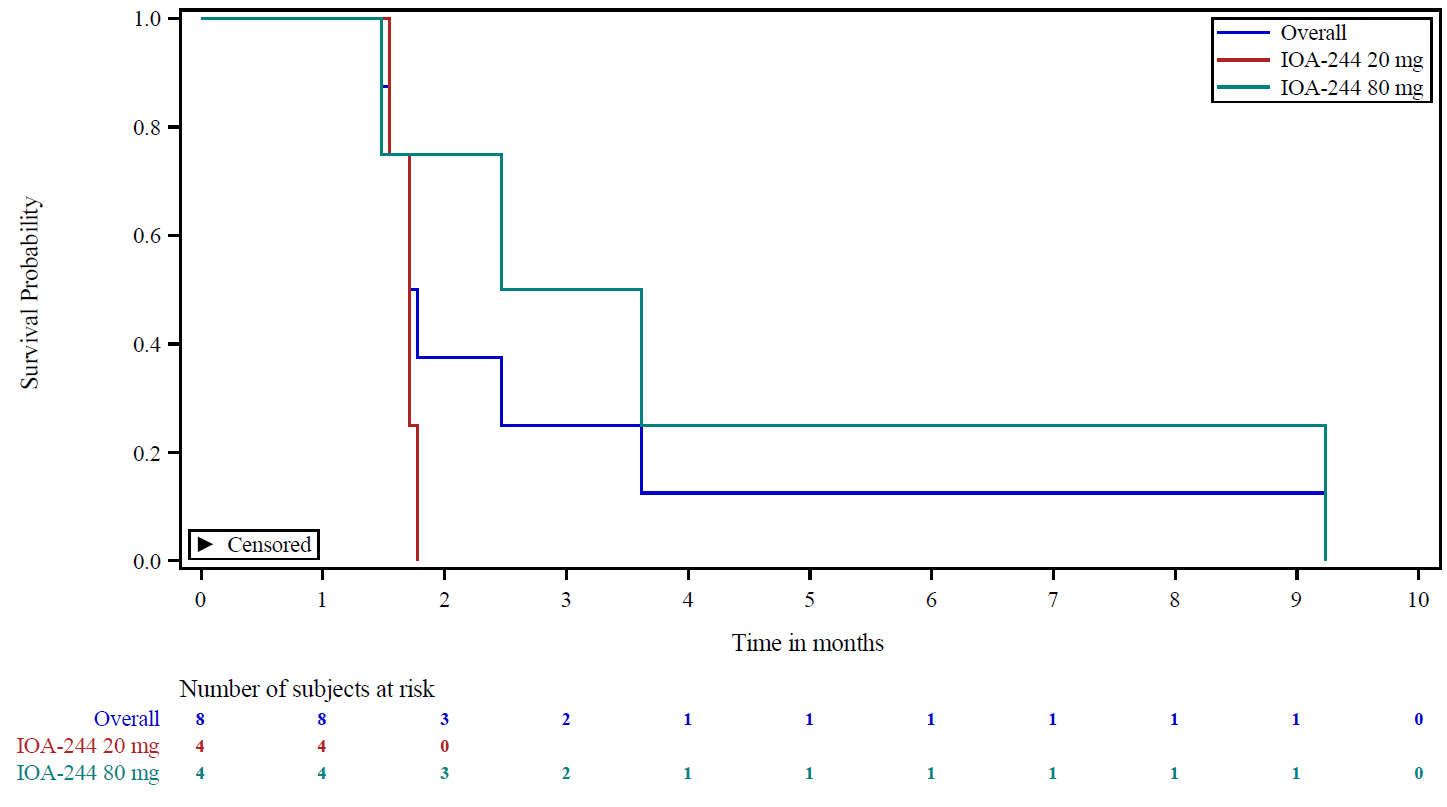 Survival Probability
1.0
0.8
0.6
0.4
0.2
0.0
Overall
IOA-244 20 mg
IOA-244 80 mg
Censored
0 1 2 3 4 5 6 7 8 9 10
Time in months
Number of subjects at risk
Overall 8 8 3 2 1 1 1 1 1 1 0
IOA-244 20 mg 4 4 0
IOA-244 80 mg 4 4 3 2 1 1 1 1 1 1 0